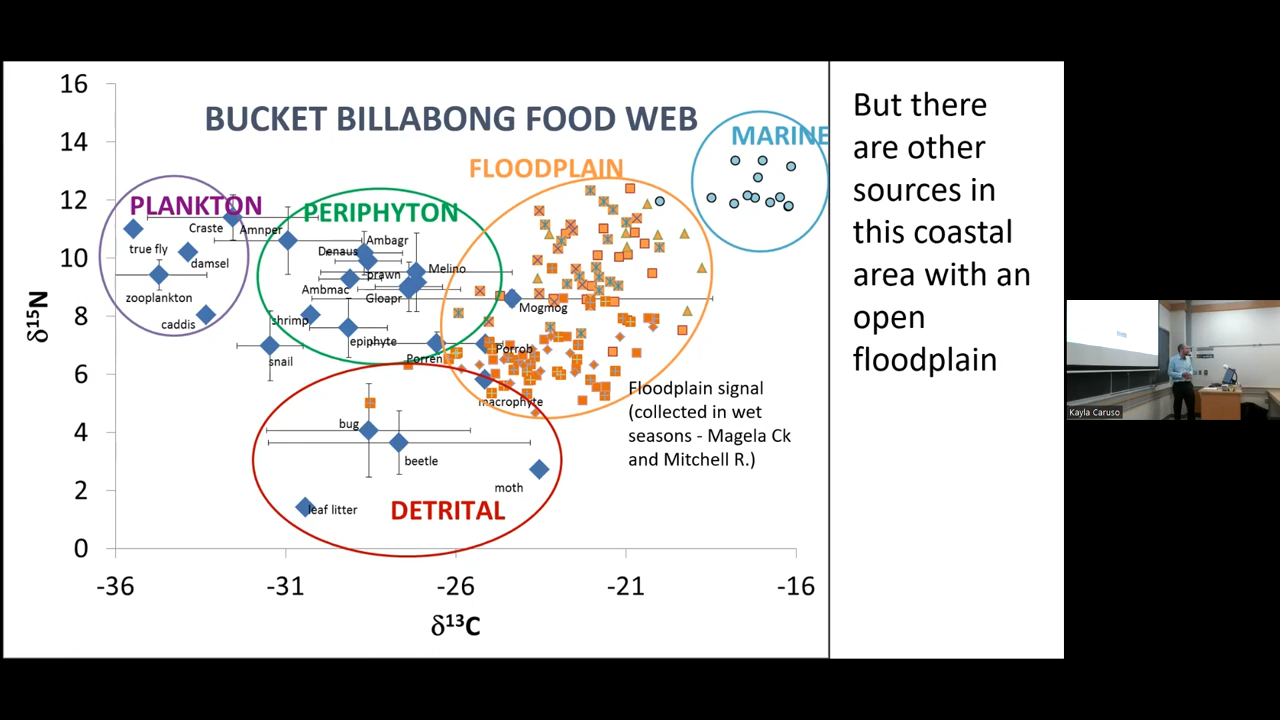 16
14
12
10
8
6
4
2
0
δ¹⁵N
BUCKET BILLABONG FOOD WEB
MARINE
FLOODPLAIN
PLANKTON
PERIPHYTON
Craste
Amnper
true fly
damsel
zooplankton
caddis
Denaus
Ambagr
prawn
Melino
Ambmac
Gloapr
shrimp
epiphyte
snail
Porren
Porrob
Mogmog
macrophyte
Floodplain signal
(collected in wet
seasons - Magela Ck
and Mitchell R.)
bug
beetle
moth
leaf litter
DETRITAL
-36
-31
-26
-21
-16
δ¹³C
But there
are other
sources in
this coastal
area with an
open
floodplain
Kayla Caruso